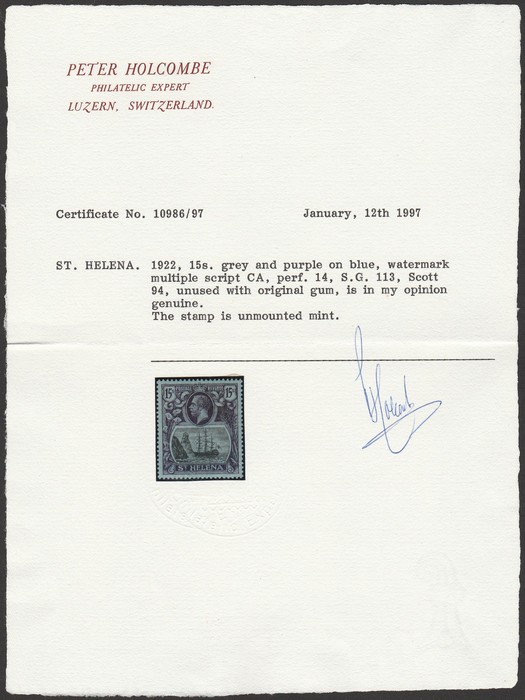 PETER HOLCOMBE
PHILATELIC EXPERT
LUZERN, SWITZERLAND.
Certificate No. 10986/97 January, 12th 1997
ST. HELENA. 1922, 15s. grey and purple on blue, watermark
multiple script CA, perf. 14, S.G. 113, Scott
94, unused with original gum, is in my opinion
genuine.
The stamp is unmounted mint.
15s 15s
ST HELENA